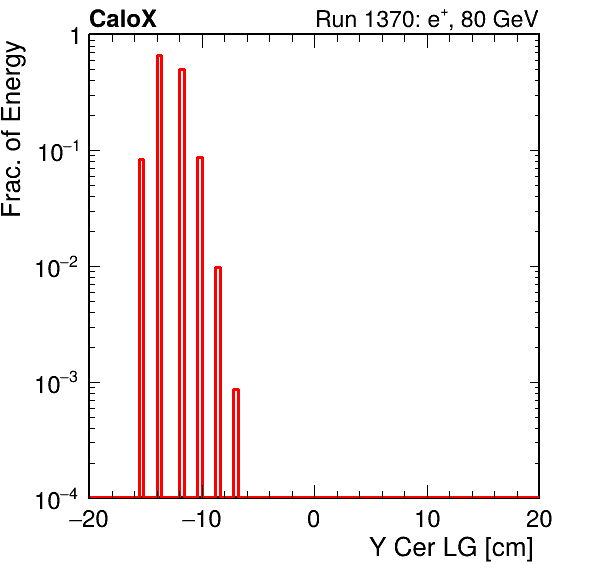 CaloX Run 1370: e⁺, 80 GeV
Frac. of Energy
1
10⁻¹
10⁻²
10⁻³
10⁻⁴
−20 −10 0 10 20
Y Cer LG [cm]